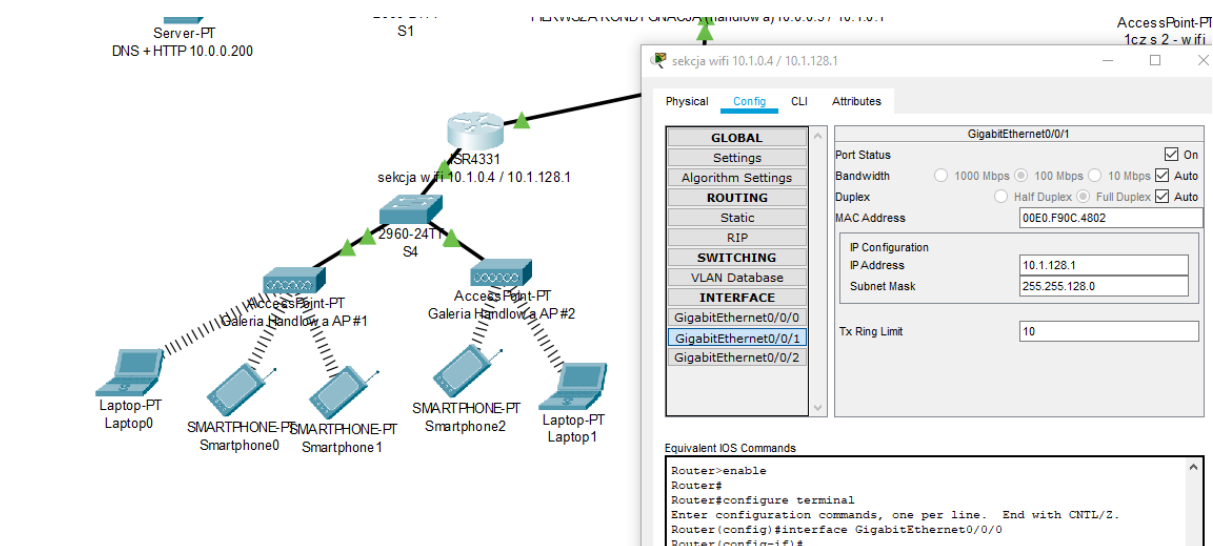 Server-PT
DNS + HTTP 10.0.0.200
S1
AccessPoint-PT
1cz s 2 - wifi
ISR4331
sekcja wifi 10.1.0.4 / 10.1.128.1
2960-24TT
S4
AccessPoint-PT
Galeria Handlowa AP#1
AccessPoint-PT
Galeria Handlowa AP#2
Laptop-PT
Laptop0
SMARTPHONE-PT
Smartphone0
SMARTPHONE-PT
Smartphone1
SMARTPHONE-PT
Smartphone2
Laptop-PT
Laptop1
sekcja wifi 10.1.0.4 / 10.1.128.1
Physical Config CLI Attributes
GLOBAL
Settings
Algorithm Settings
ROUTING
Static
RIP
SWITCHING
VLAN Database
INTERFACE
GigabitEthernet0/0/0
GigabitEthernet0/0/1
GigabitEthernet0/0/2
GigabitEthernet0/0/1
Port Status On
Bandwidth 1000 Mbps 100 Mbps 10 Mbps Auto
Duplex Half Duplex Full Duplex Auto
MAC Address 00E0.F90C.4802
IP Configuration
IP Address 10.1.128.1
Subnet Mask 255.255.128.0
Tx Ring Limit 10
Equivalent IOS Commands
Router>enable
Router#
Router#configure terminal
Enter configuration commands, one per line. End with CNTL/Z.
Router(config)#interface GigabitEthernet0/0/0
Router(config-if)#